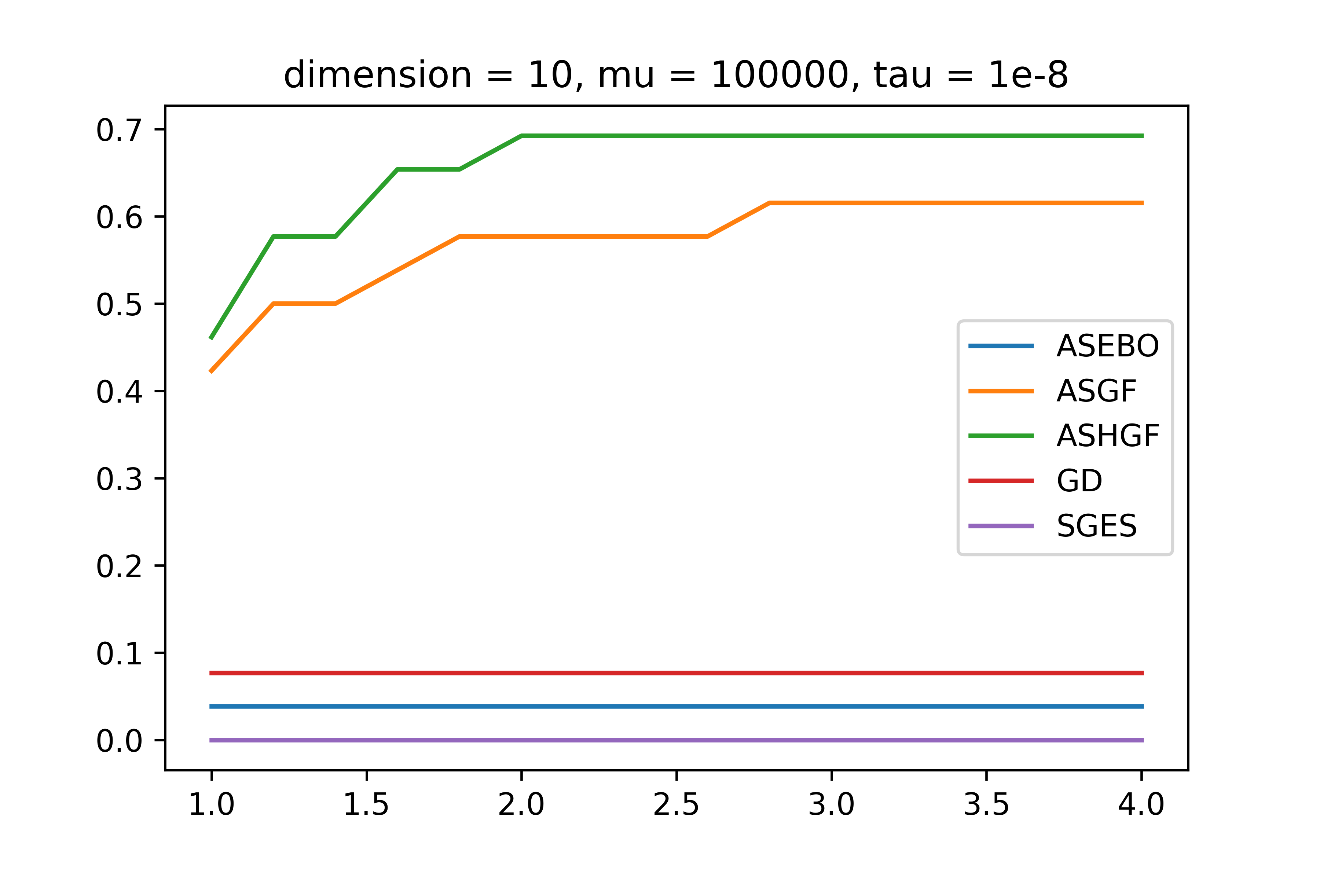 dimension = 10, mu = 100000, tau = 1e-8
0.7
0.6
0.5
0.4
0.3
0.2
0.1
0.0
ASEBO
ASGF
ASHGF
GD
SGES
1.0 1.5 2.0 2.5 3.0 3.5 4.0